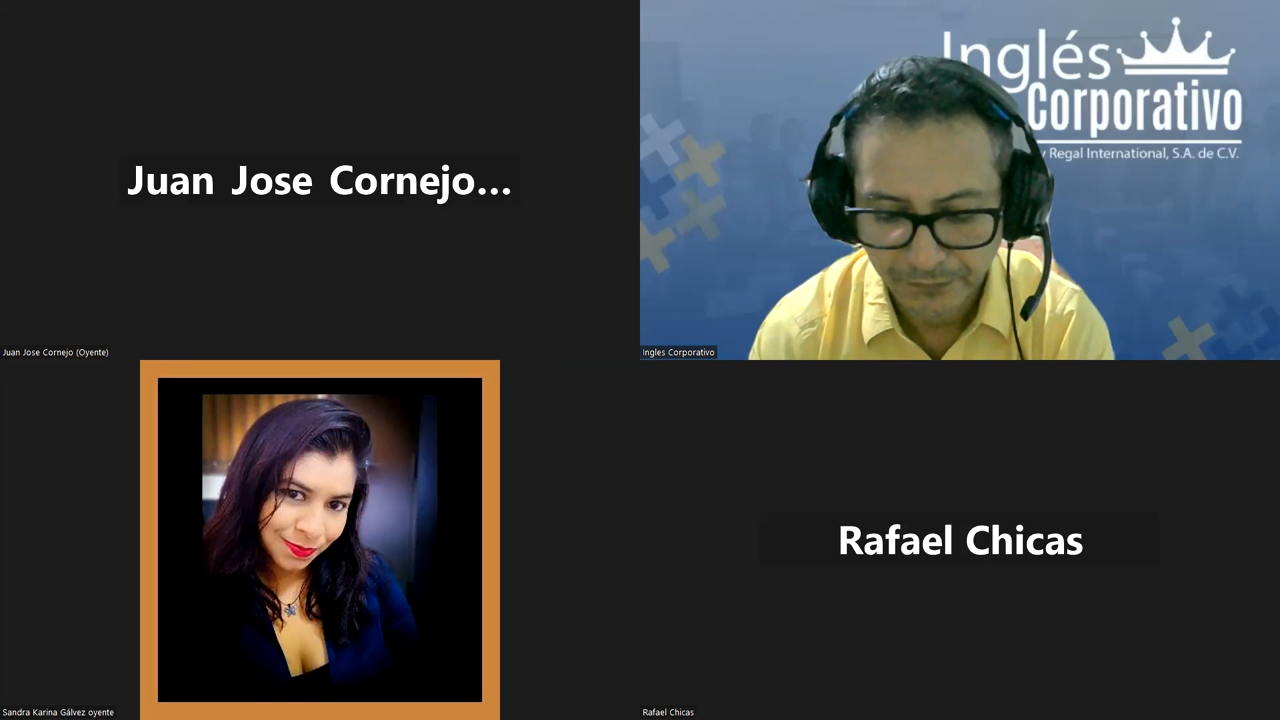 Juan Jose Cornejo...
Juan Jose Cornejo (Oyente)
Inglés
Corporativo
y Regal International, S.A. de C.V.
Ingles Corporativo
Sandra Karina Gálvez oyente
Rafael Chicas
Rafael Chicas